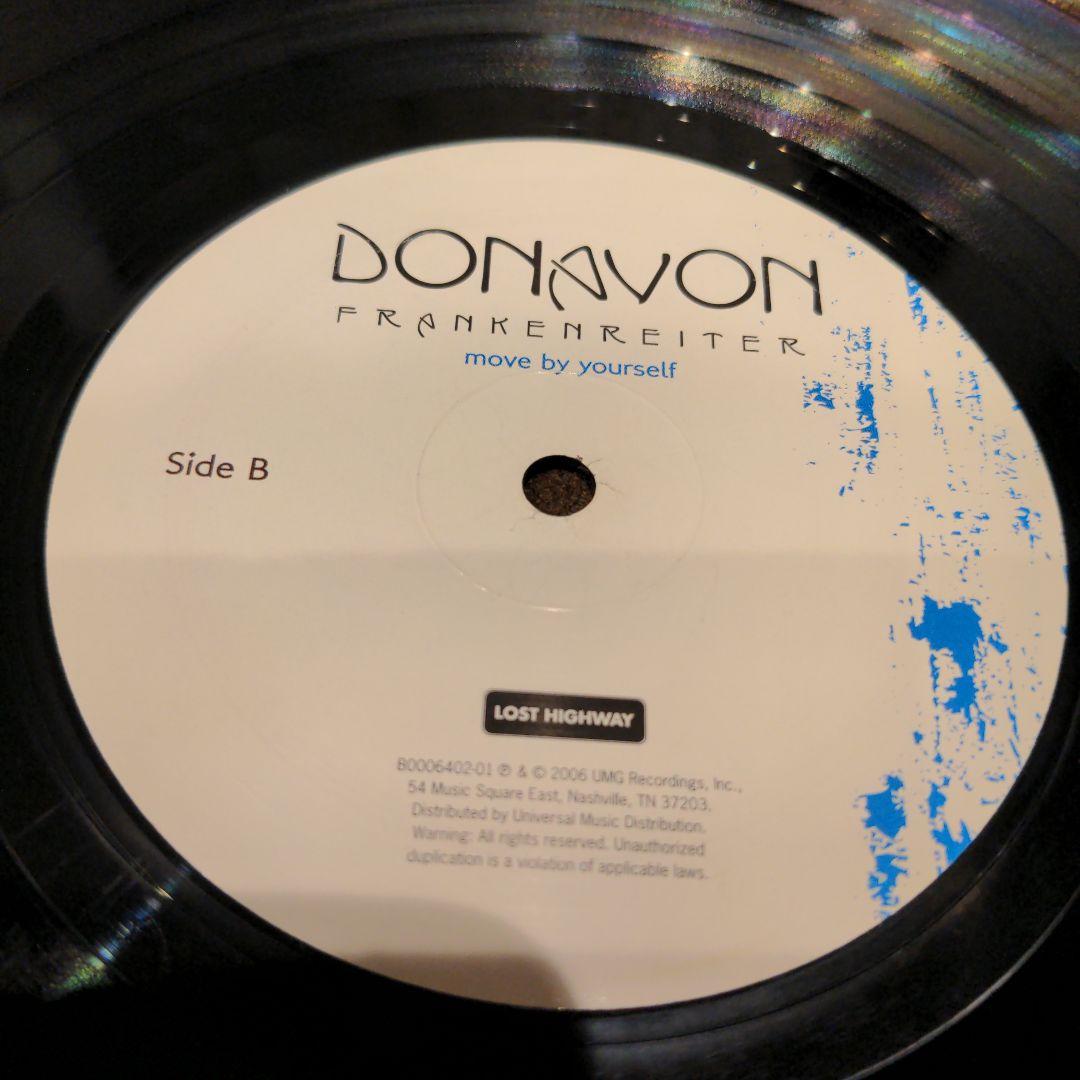 DONAVON
FRANKENREITER
move by yourself
Side B
LOST HIGHWAY
B0006402-01 ℗ & © 2006 UMG Recordings, Inc.,
54 Music Square East, Nashville, TN 37203.
Distributed by Universal Music Distribution.
Warning: All rights reserved. Unauthorized
duplication is a violation of applicable laws.